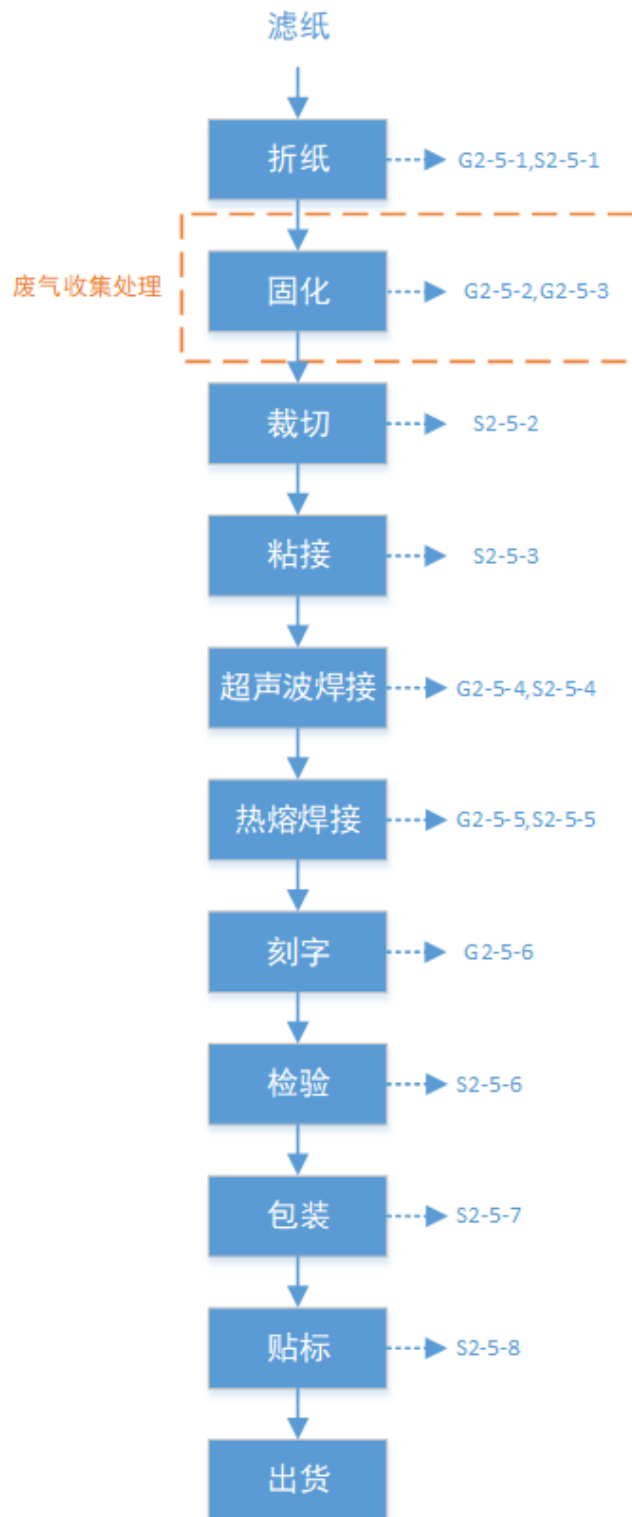 滤纸
折纸
G2-5-1,S2-5-1
废气收集处理
固化
G2-5-2,G2-5-3
裁切
S2-5-2
粘接
S2-5-3
超声波焊接
G2-5-4,S2-5-4
热熔焊接
G2-5-5,S2-5-5
刻字
G2-5-6
检验
S2-5-6
包装
S2-5-7
贴标
S2-5-8
出货